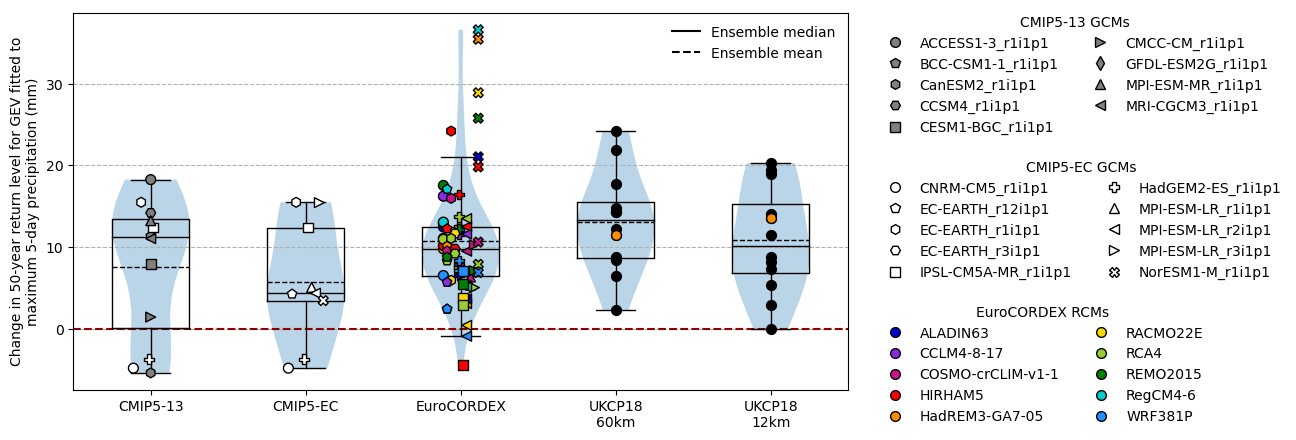 Change in 50-year return level for GEV fitted to
maximum 5-day precipitation (mm)
30
20
10
0
Ensemble median
Ensemble mean
CMIP5-13
CMIP5-EC
EuroCORDEX
UKCP18
60km
UKCP18
12km
CMIP5-13 GCMs
ACCESS1-3_r1i1p1
BCC-CSM1-1_r1i1p1
CanESM2_r1i1p1
CCSM4_r1i1p1
CESM1-BGC_r1i1p1
CMCC-CM_r1i1p1
GFDL-ESM2G_r1i1p1
MPI-ESM-MR_r1i1p1
MRI-CGCM3_r1i1p1
CMIP5-EC GCMs
CNRM-CM5_r1i1p1
EC-EARTH_r12i1p1
EC-EARTH_r1i1p1
EC-EARTH_r3i1p1
IPSL-CM5A-MR_r1i1p1
HadGEM2-ES_r1i1p1
MPI-ESM-LR_r1i1p1
MPI-ESM-LR_r2i1p1
MPI-ESM-LR_r3i1p1
NorESM1-M_r1i1p1
EuroCORDEX RCMs
ALADIN63
CCLM4-8-17
COSMO-crCLIM-v1-1
HIRHAM5
HadREM3-GA7-05
RACMO22E
RCA4
REMO2015
RegCM4-6
WRF381P